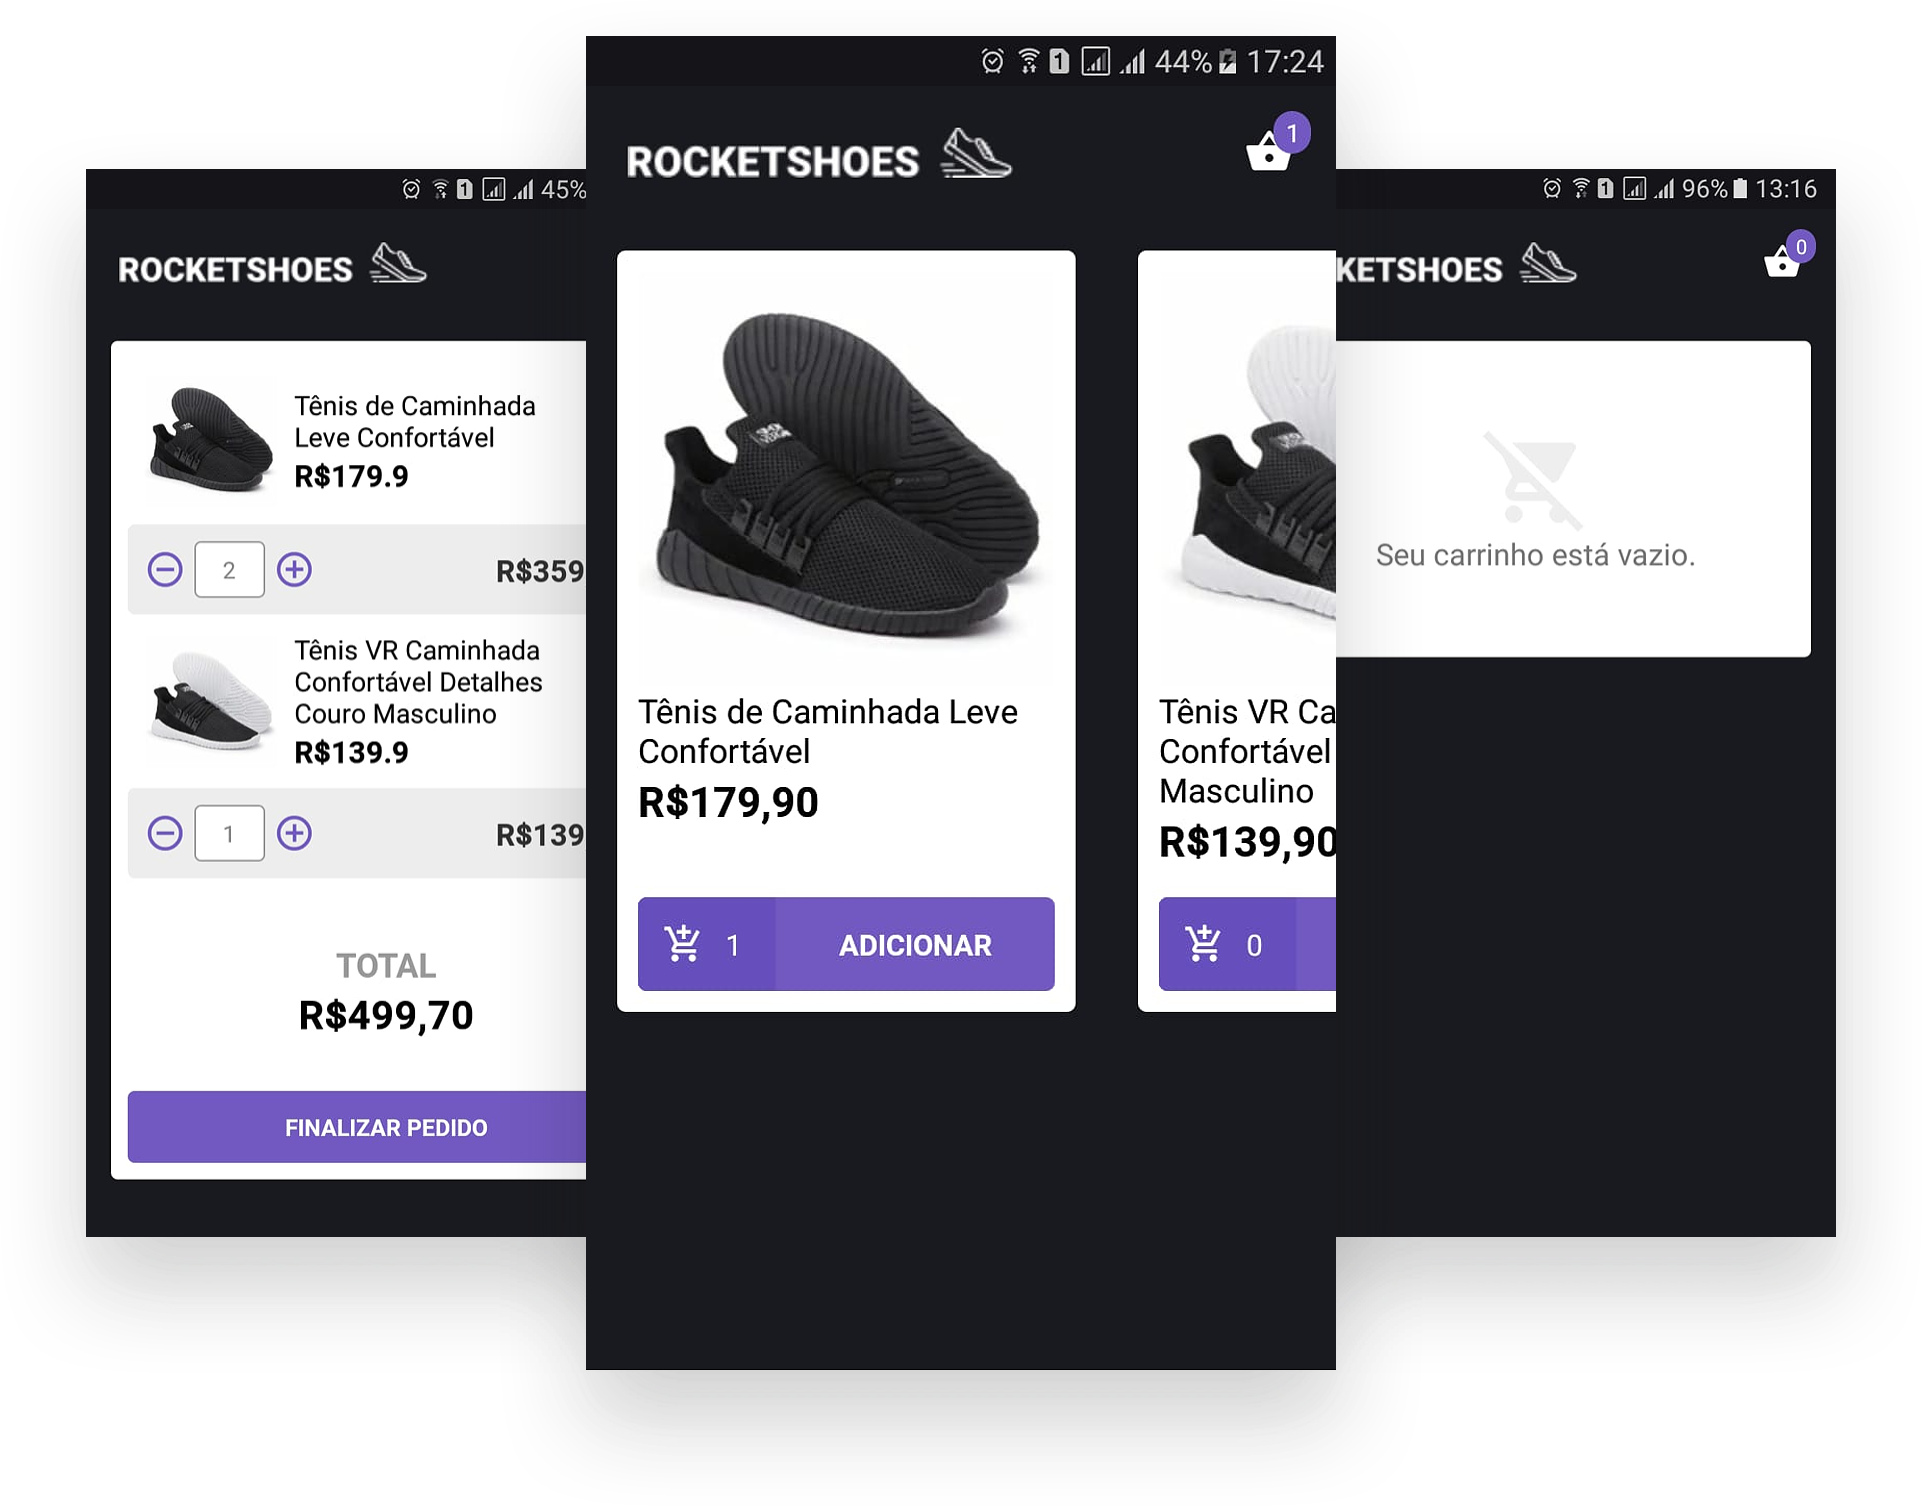 45%
ROCKETSHOES
Tênis de Caminhada
Leve Confortável
R$179.9
2
R$359
Tênis VR Caminhada
Confortável Detalhes
Couro Masculino
R$139.9
1
R$139
TOTAL
R$499,70
FINALIZAR PEDIDO
1 44% 17:24
ROCKETSHOES
1
Tênis de Caminhada Leve
Confortável
R$179,90
1 ADICIONAR
Tênis VR Ca
Confortável
Masculino
R$139,90
0
1 96% 13:16
KETSHOES
0
Seu carrinho está vazio.